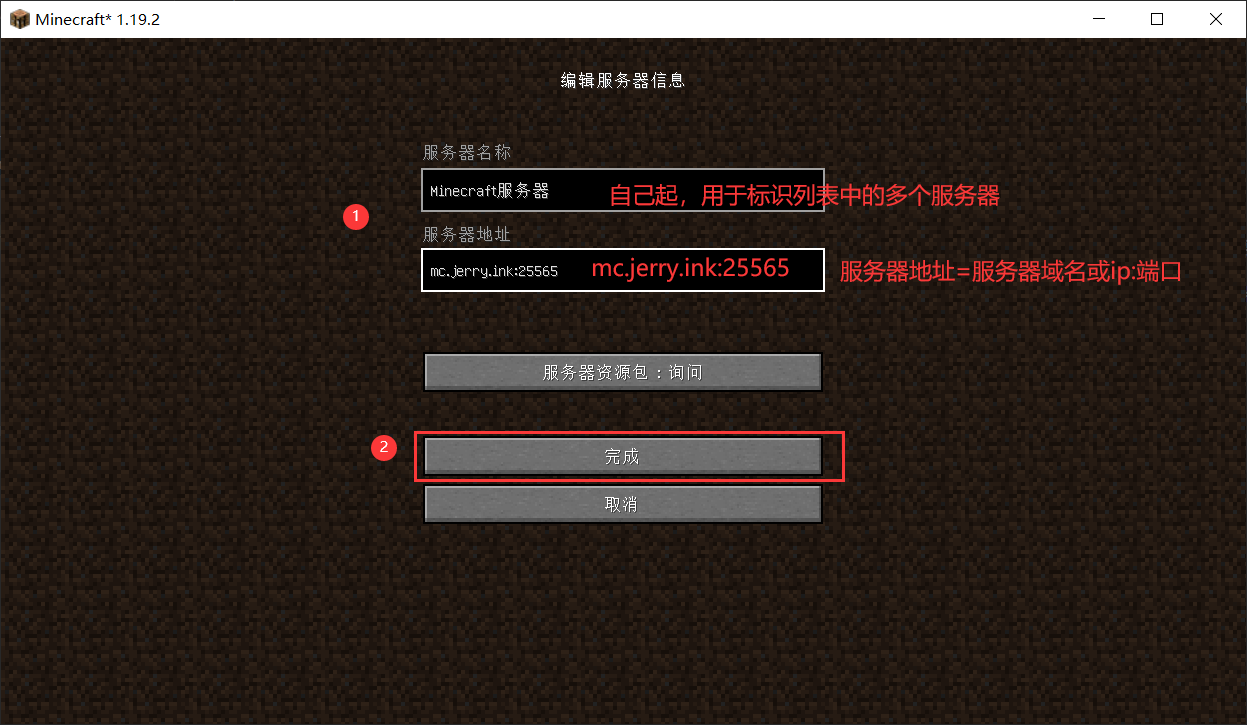 Minecraft* 1.19.2
编辑服务器信息
服务器名称
Minecraft服务器
自己起，用于标识列表中的多个服务器
1
服务器地址
mc.jerry.ink:25565
mc.jerry.ink:25565
服务器地址=服务器域名或ip:端口
服务器资源包：询问
2
完成
取消